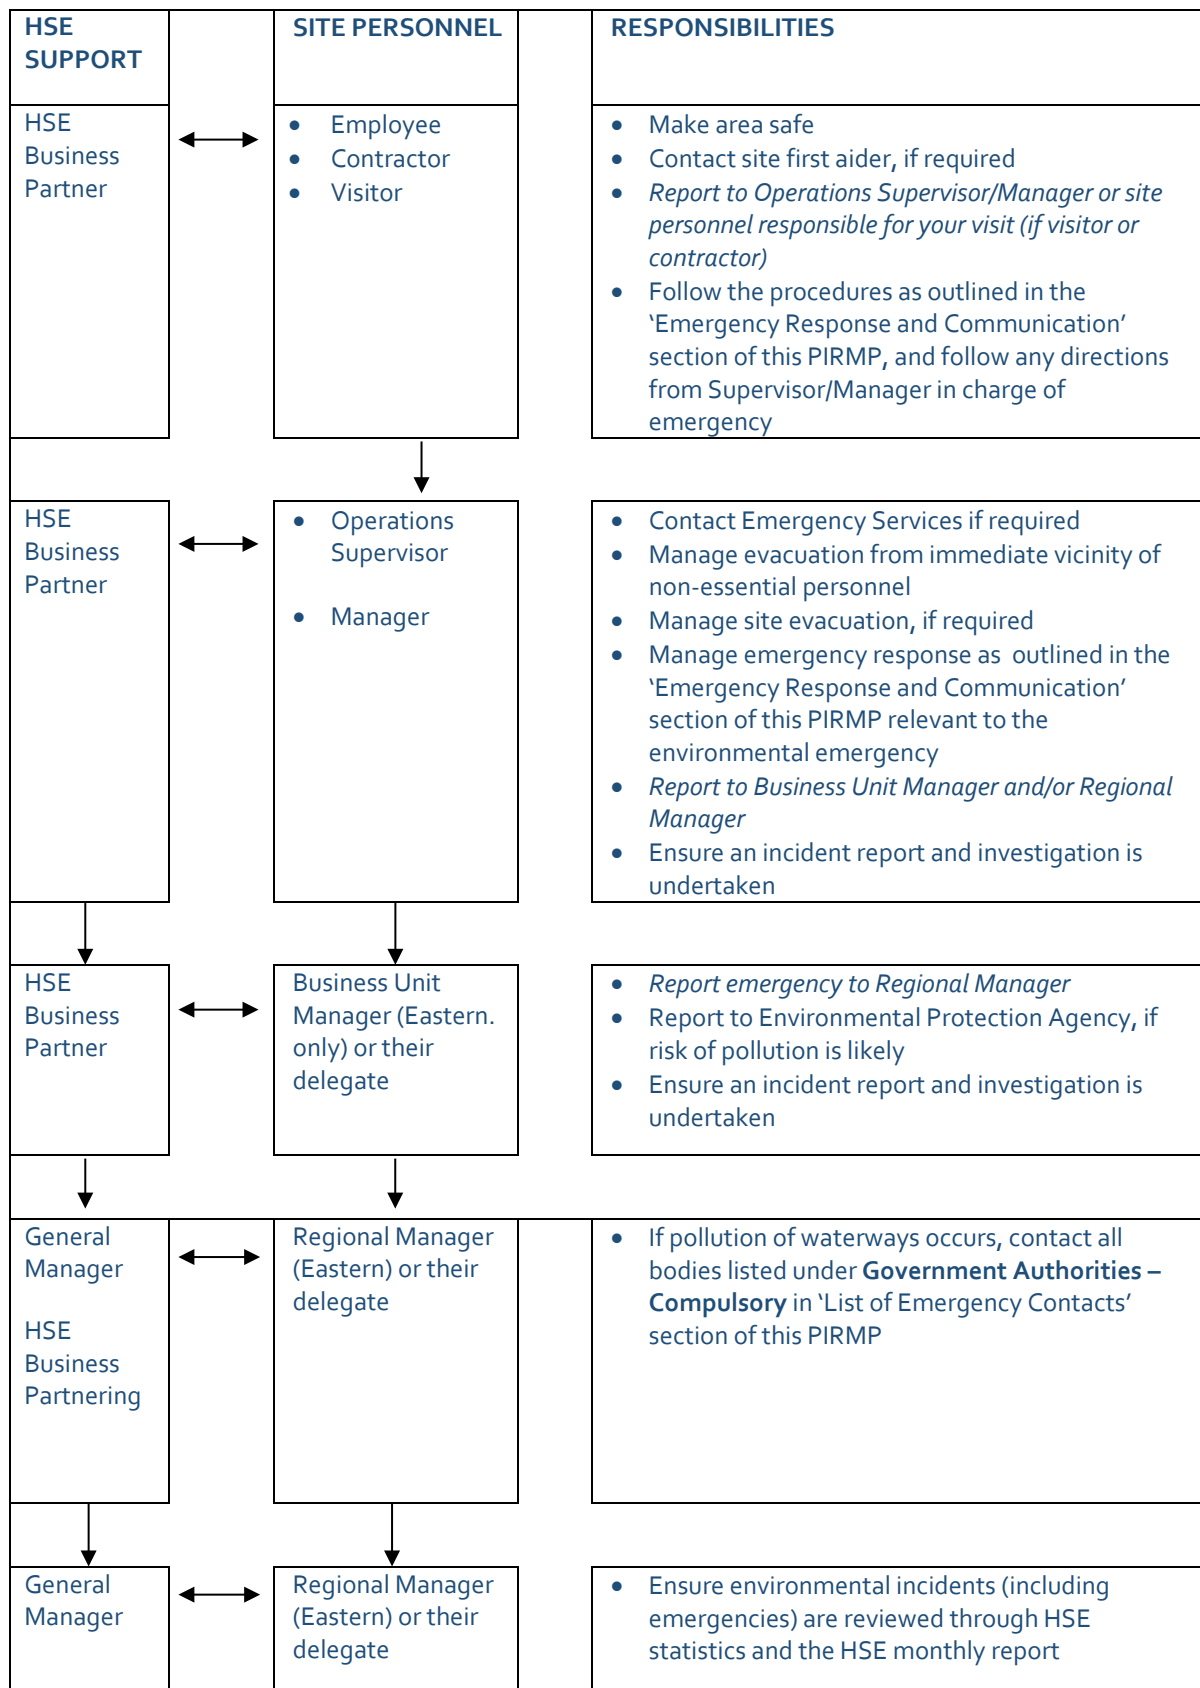 HSE
SUPPORT
SITE PERSONNEL
RESPONSIBILITIES
HSE
Business
Partner
• Employee
• Contractor
• Visitor
• Make area safe
• Contact site first aider, if required
• Report to Operations Supervisor/Manager or site
personnel responsible for your visit (if visitor or
contractor)
• Follow the procedures as outlined in the
‘Emergency Response and Communication’
section of this PIRMP, and follow any directions
from Supervisor/Manager in charge of
emergency
HSE
Business
Partner
• Operations
Supervisor
• Manager
• Contact Emergency Services if required
• Manage evacuation from immediate vicinity of
non-essential personnel
• Manage site evacuation, if required
• Manage emergency response as outlined in the
‘Emergency Response and Communication’
section of this PIRMP relevant to the
environmental emergency
• Report to Business Unit Manager and/or Regional
Manager
• Ensure an incident report and investigation is
undertaken
HSE
Business
Partner
Business Unit
Manager (Eastern.
only) or their
delegate
• Report emergency to Regional Manager
• Report to Environmental Protection Agency, if
risk of pollution is likely
• Ensure an incident report and investigation is
undertaken
General
Manager
HSE
Business
Partnering
Regional Manager
(Eastern) or their
delegate
• If pollution of waterways occurs, contact all
bodies listed under Government Authorities –
Compulsory in ‘List of Emergency Contacts’
section of this PIRMP
General
Manager
Regional Manager
(Eastern) or their
delegate
• Ensure environmental incidents (including
emergencies) are reviewed through HSE
statistics and the HSE monthly report